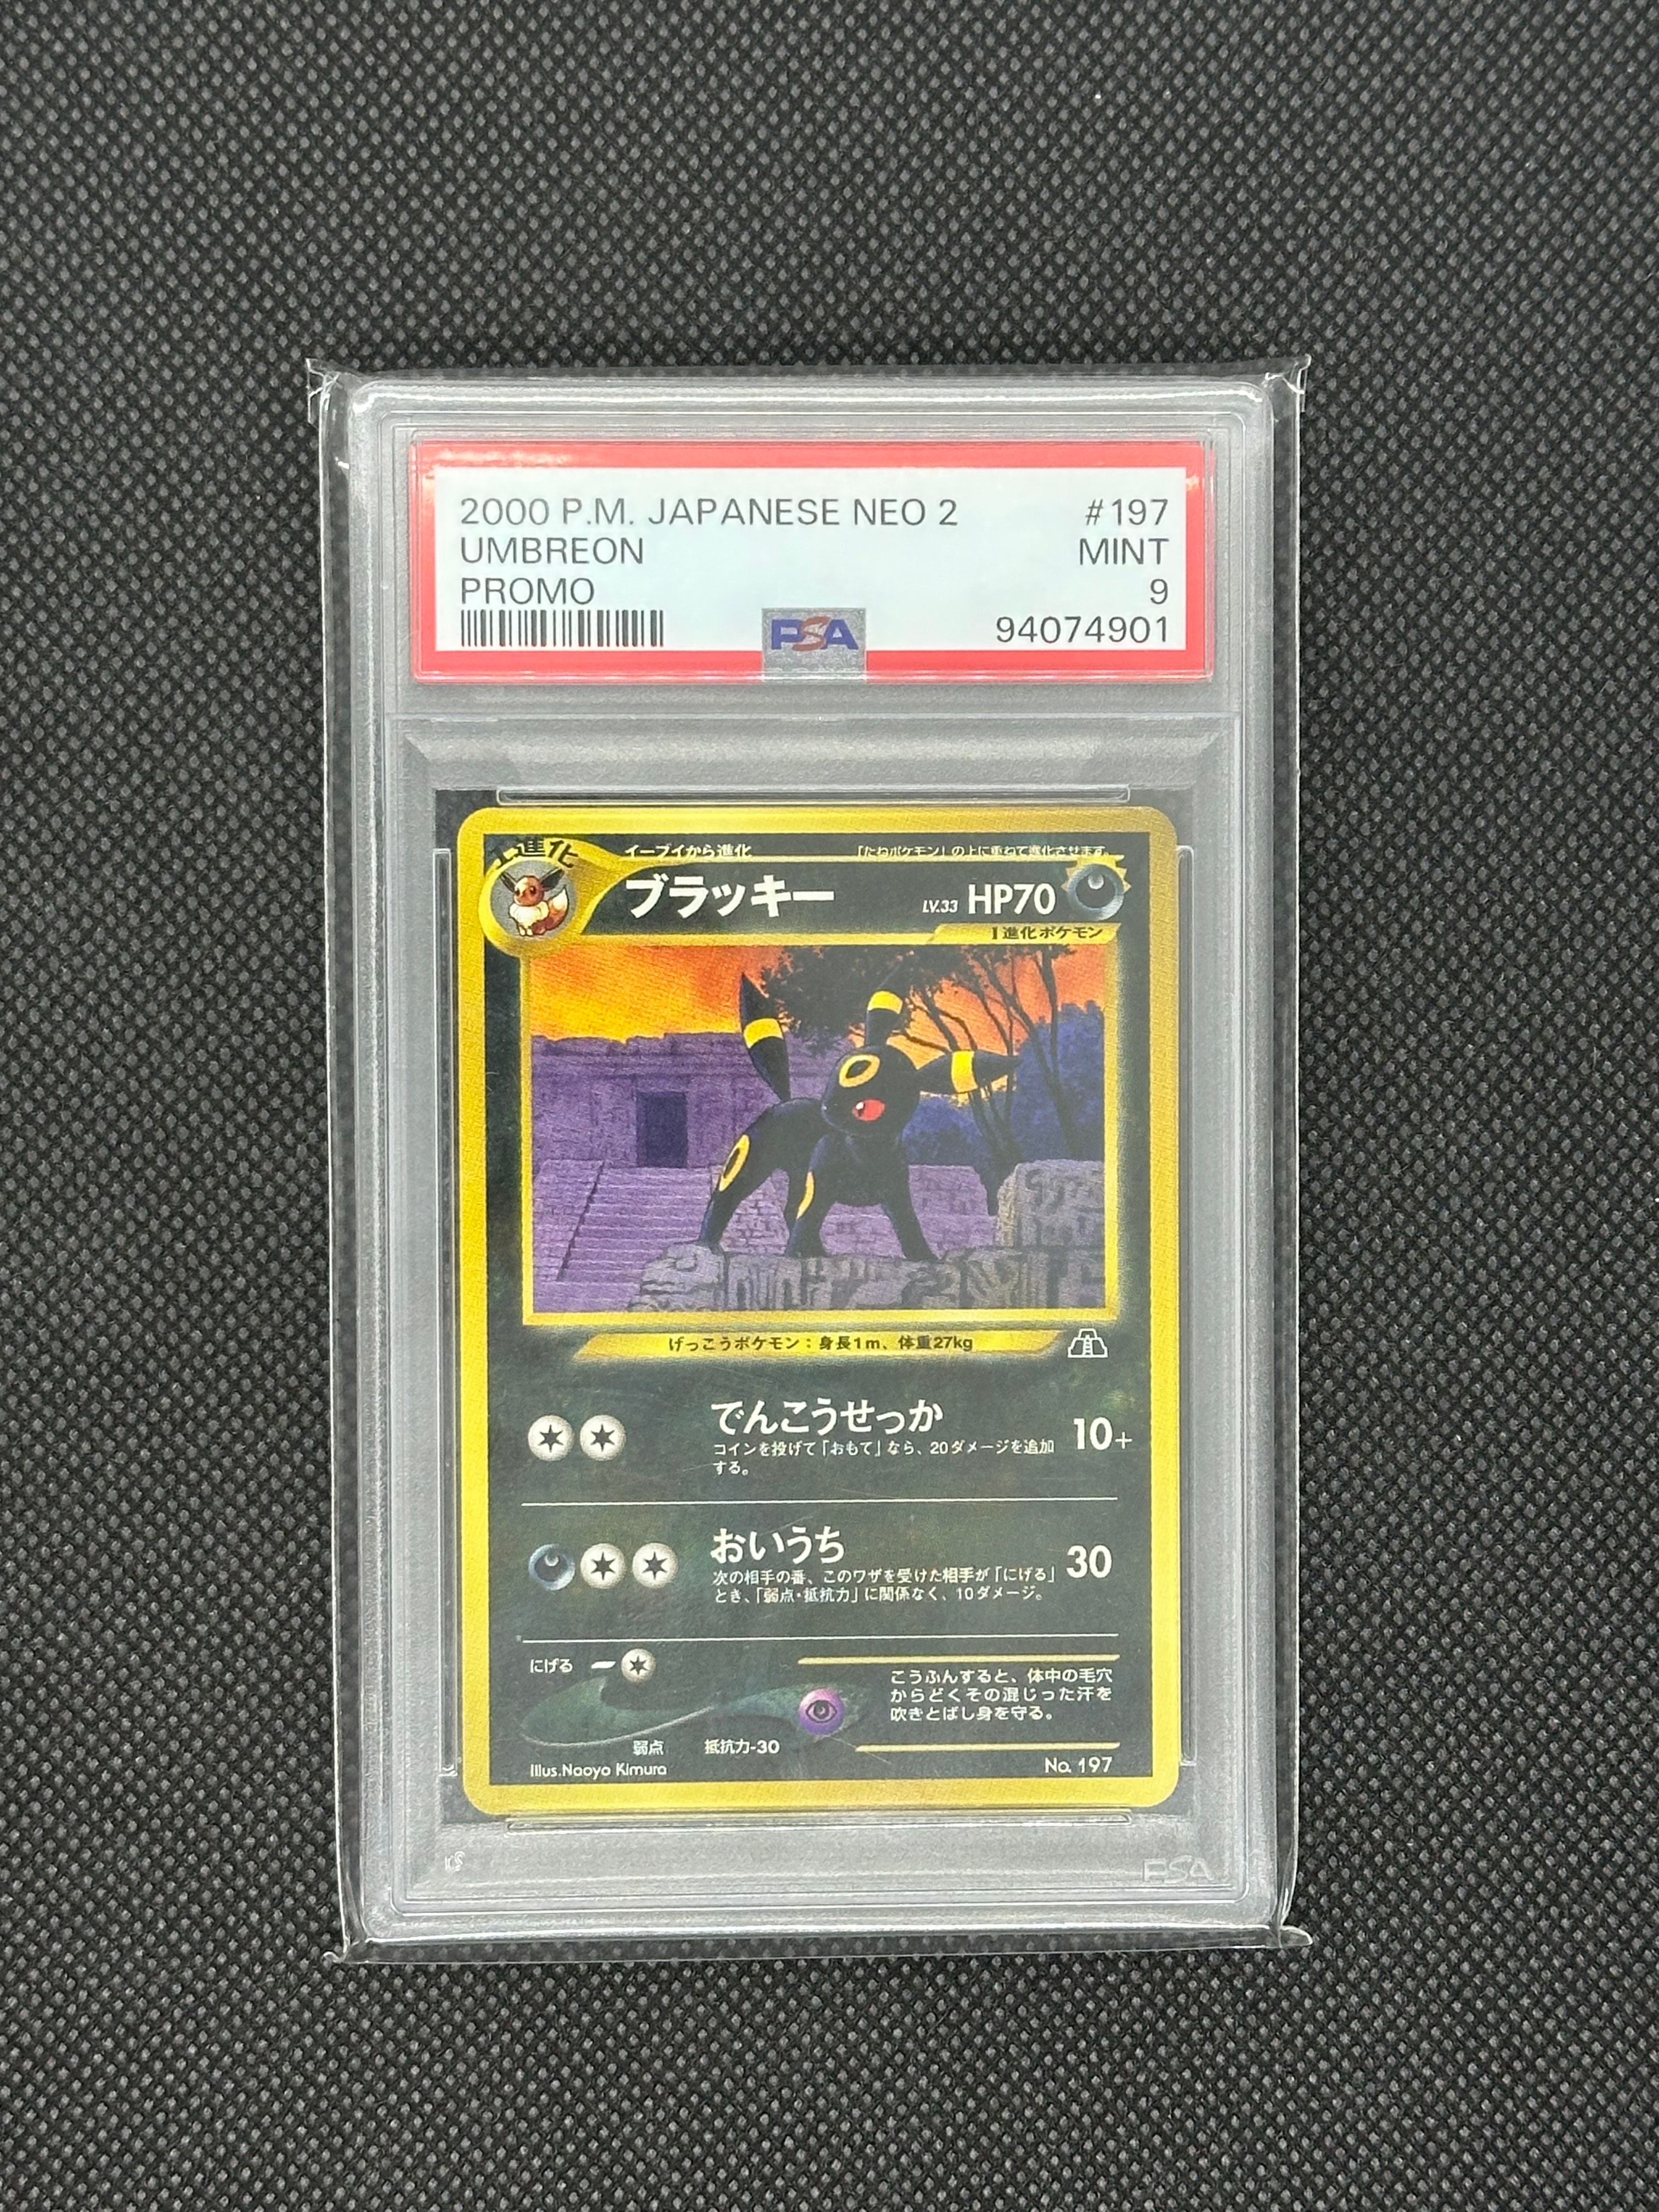 2000 P.M. JAPANESE NEO 2 #197
UMBREON MINT
PROMO 9
PSA 94074901
1進化
イーブイから進化 「たねポケモン」の上に重ねて進化させます。
ブラッキー LV.33 HP70
1進化ポケモン
げっこうポケモン：身長1m、体重27kg
でんこうせっか 10+
コインを投げて「おもて」なら、20ダメージを追加
する。
おいうち 30
次の相手の番、このワザを受けた相手が「にげる」
とき、「弱点・抵抗力」に関係なく、10ダメージ。
にげる
こうふんすると、体中の毛穴
からどくその混じった汗を
吹きとばし身を守る。
弱点 抵抗力-30
Illus.Naoyo Kimura No. 197
PSA